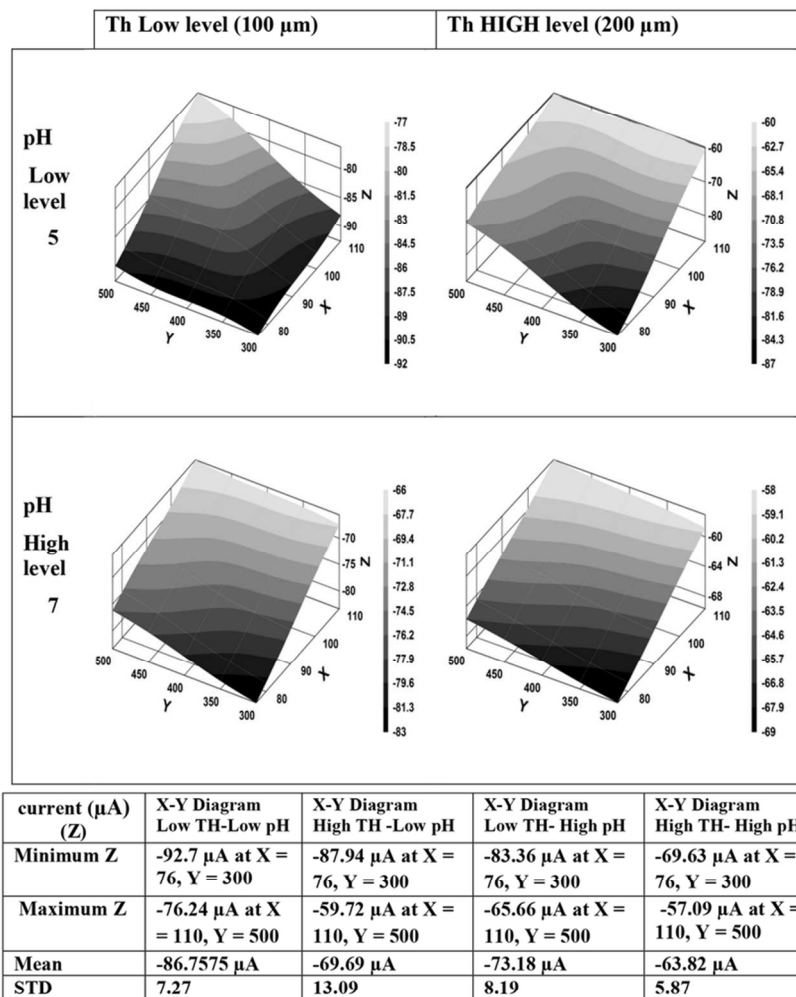 Th Low level (100 µm)
Th HIGH level (200 µm)
pH
Low
level
5
-77
-78.5
-80
-81.5
-83
-84.5
-86
-87.5
-89
-90.5
-92
-80
-85
-90
Z
110
100
90
80
X
500
450
400
350
300
Y
-60
-62.7
-65.4
-68.1
-70.8
-73.5
-76.2
-78.9
-81.6
-84.3
-87
-60
-70
-80
Z
110
100
90
80
X
500
450
400
350
300
Y
pH
High
level
7
-66
-67.7
-69.4
-71.1
-72.8
-74.5
-76.2
-77.9
-79.6
-81.3
-83
-70
-75
-80
Z
110
100
90
80
X
500
450
400
350
300
Y
-58
-59.1
-60.2
-61.3
-62.4
-63.5
-64.6
-65.7
-66.8
-67.9
-69
-60
-64
-68
Z
110
100
90
80
X
500
450
400
350
300
Y
current (µA)
(Z)
X-Y Diagram
Low TH-Low pH
X-Y Diagram
High TH -Low pH
X-Y Diagram
Low TH- High pH
X-Y Diagram
High TH- High pH
Minimum Z
-92.7 µA at X =
76, Y = 300
-87.94 µA at X =
76, Y = 300
-83.36 µA at X =
76, Y = 300
-69.63 µA at X =
76, Y = 300
Maximum Z
-76.24 µA at X
= 110, Y = 500
-59.72 µA at X =
110, Y = 500
-65.66 µA at X =
110, Y = 500
-57.09 µA at X =
110, Y = 500
Mean
-86.7575 µA
-69.69 µA
-73.18 µA
-63.82 µA
STD
7.27
13.09
8.19
5.87